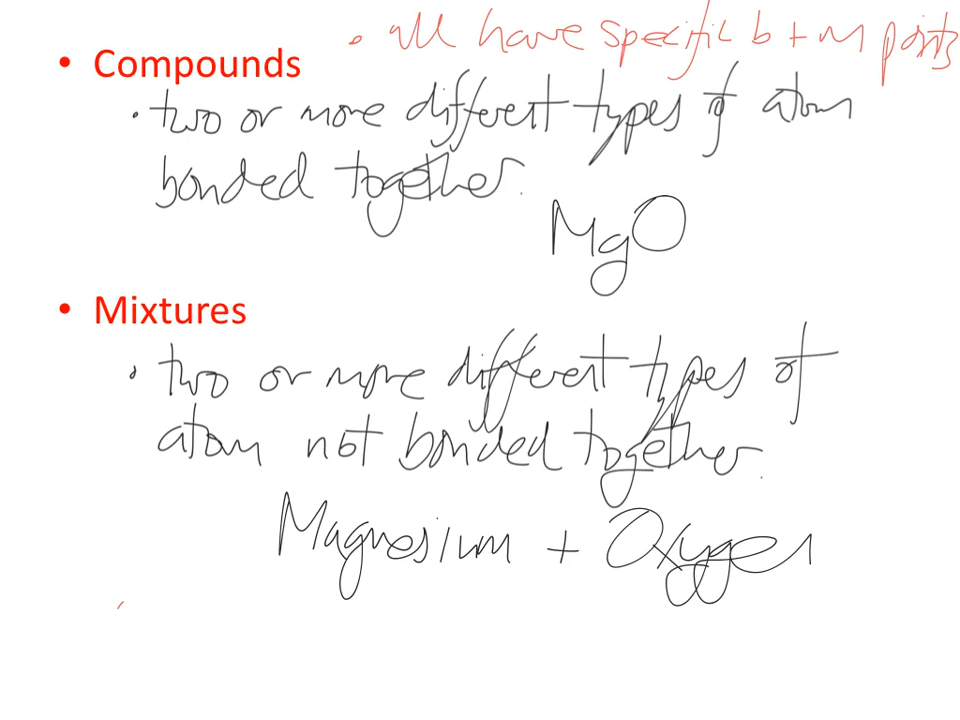 • all have specific b + m points
• Compounds
• two or more different types of atom
bonded together.
MgO
• Mixtures
• two or more different types of
atom not bonded together.
Magnesium + Oxygen